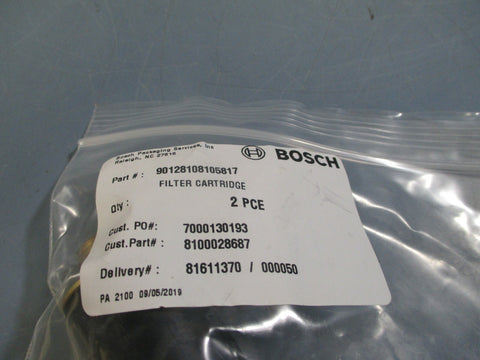 Bosch Packaging Services, Inc
Raleigh, NC 27616
BOSCH
Part # : 90128108105817
FILTER CARTRIDGE
Qty : 2 PCE
Cust. PO#: 7000130193
Cust.Part# : 8100028687
Delivery# : 81611370 / 000050
PA 2100 09/05/2019